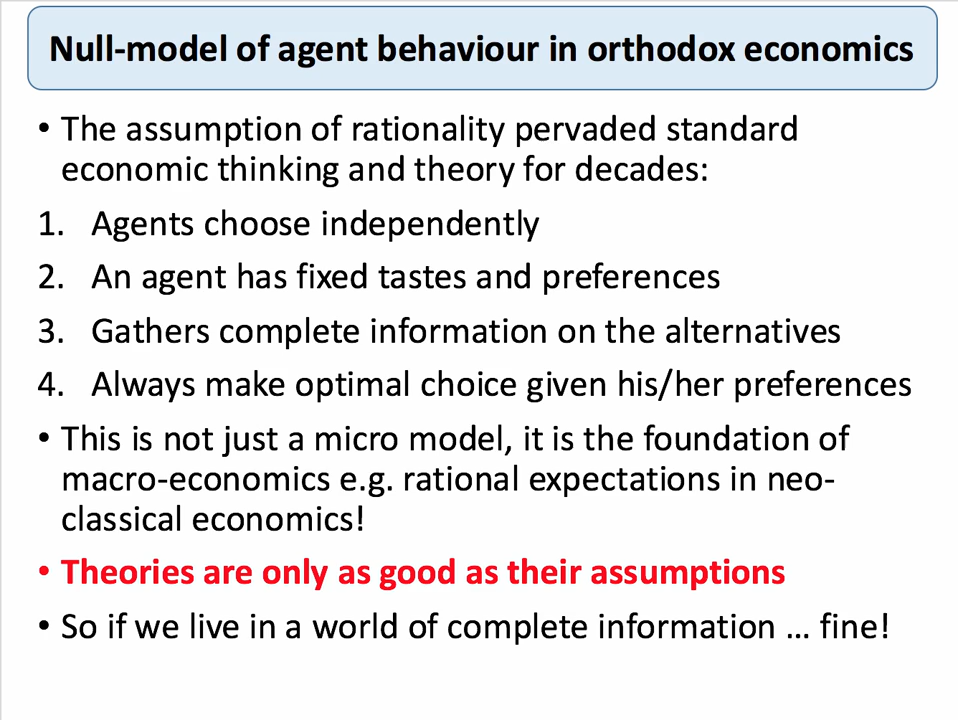 Null-model of agent behaviour in orthodox economics
• The assumption of rationality pervaded standard
economic thinking and theory for decades:
1. Agents choose independently
2. An agent has fixed tastes and preferences
3. Gathers complete information on the alternatives
4. Always make optimal choice given his/her preferences
• This is not just a micro model, it is the foundation of
macro-economics e.g. rational expectations in neo-
classical economics!
• Theories are only as good as their assumptions
• So if we live in a world of complete information … fine!